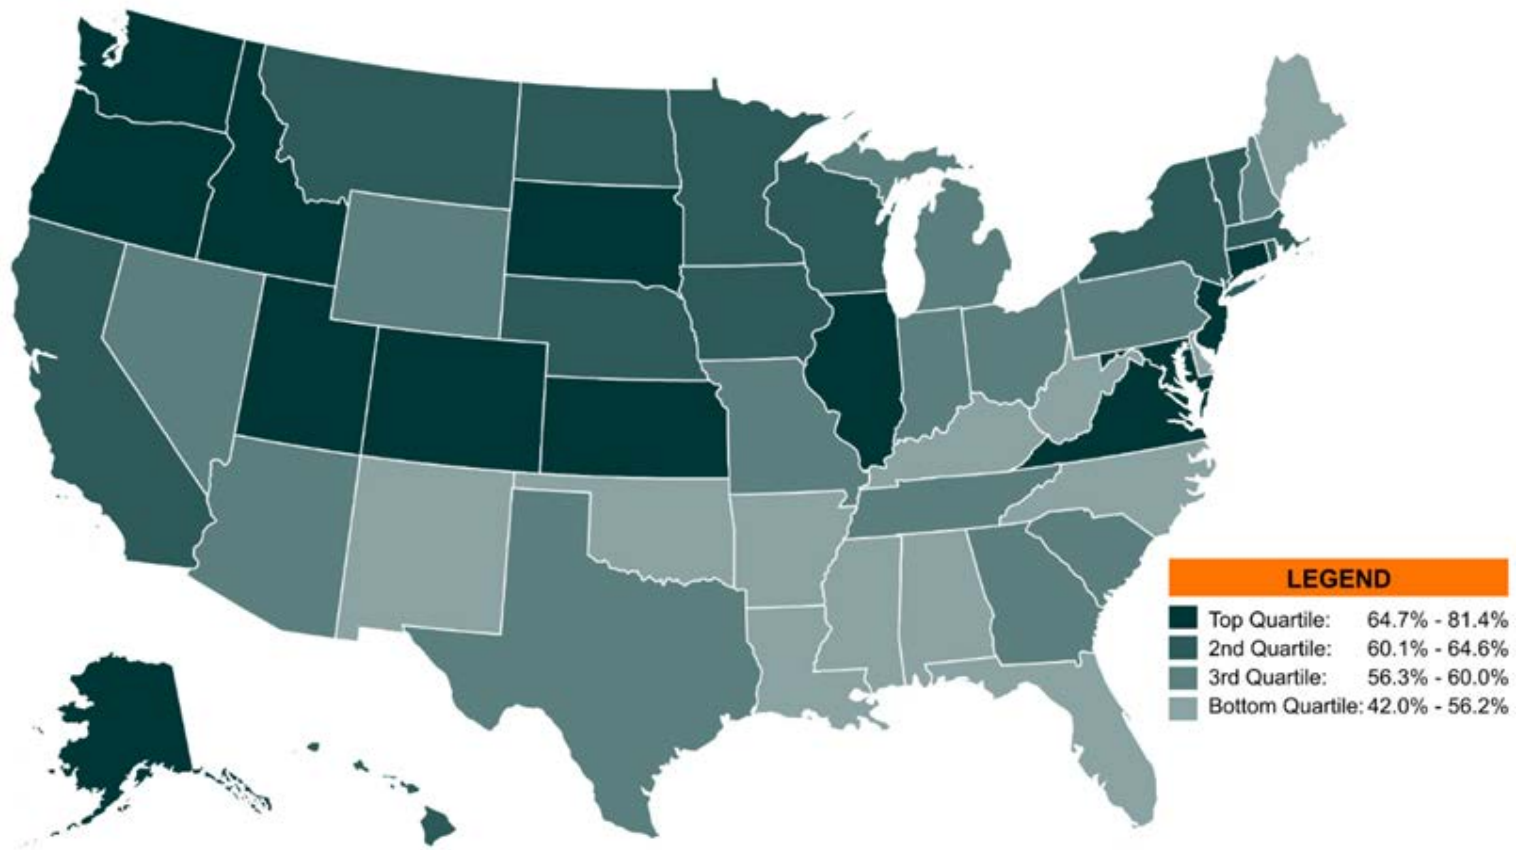 LEGEND
Top Quartile: 64.7% - 81.4%
2nd Quartile: 60.1% - 64.6%
3rd Quartile: 56.3% - 60.0%
Bottom Quartile: 42.0% - 56.2%